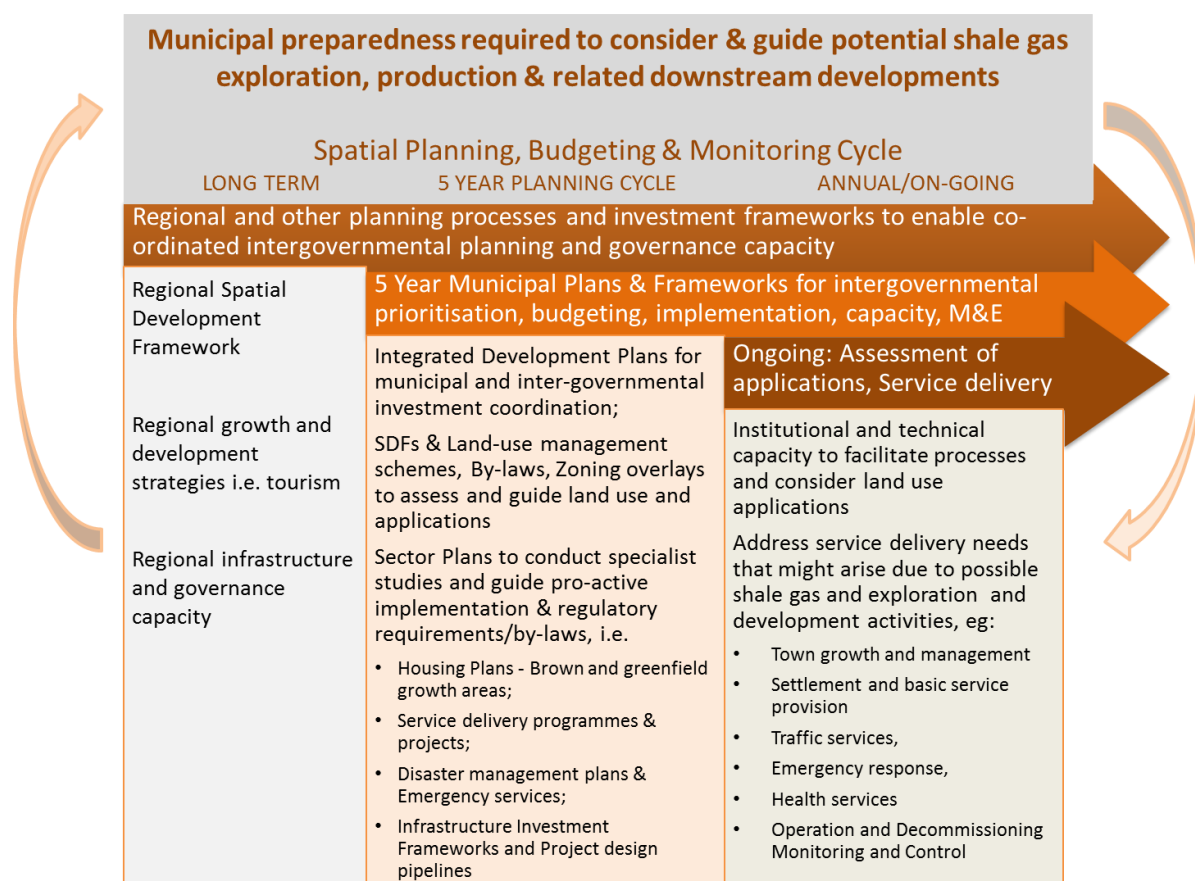 Municipal preparedness required to consider & guide potential shale gas
exploration, production & related downstream developments
Spatial Planning, Budgeting & Monitoring Cycle
LONG TERM
5 YEAR PLANNING CYCLE
ANNUAL/ON-GOING
Regional and other planning processes and investment frameworks to enable co-
ordinated intergovernmental planning and governance capacity
Regional Spatial
Development
Framework
Regional growth and
development
strategies i.e. tourism
Regional infrastructure
and governance
capacity
5 Year Municipal Plans & Frameworks for intergovernmental
prioritisation, budgeting, implementation, capacity, M&E
Integrated Development Plans for
municipal and inter-governmental
investment coordination;
SDFs & Land-use management
schemes, By-laws, Zoning overlays
to assess and guide land use and
applications
Sector Plans to conduct specialist
studies and guide pro-active
implementation & regulatory
requirements/by-laws, i.e.
• Housing Plans - Brown and greenfield
growth areas;
• Service delivery programmes &
projects;
• Disaster management plans &
Emergency services;
• Infrastructure Investment
Frameworks and Project design
pipelines
Ongoing: Assessment of
applications, Service delivery
Institutional and technical
capacity to facilitate processes
and consider land use
applications
Address service delivery needs
that might arise due to possible
shale gas and exploration and
development activities, eg:
• Town growth and management
• Settlement and basic service
provision
• Traffic services,
• Emergency response,
• Health services
• Operation and Decommissioning
Monitoring and Control